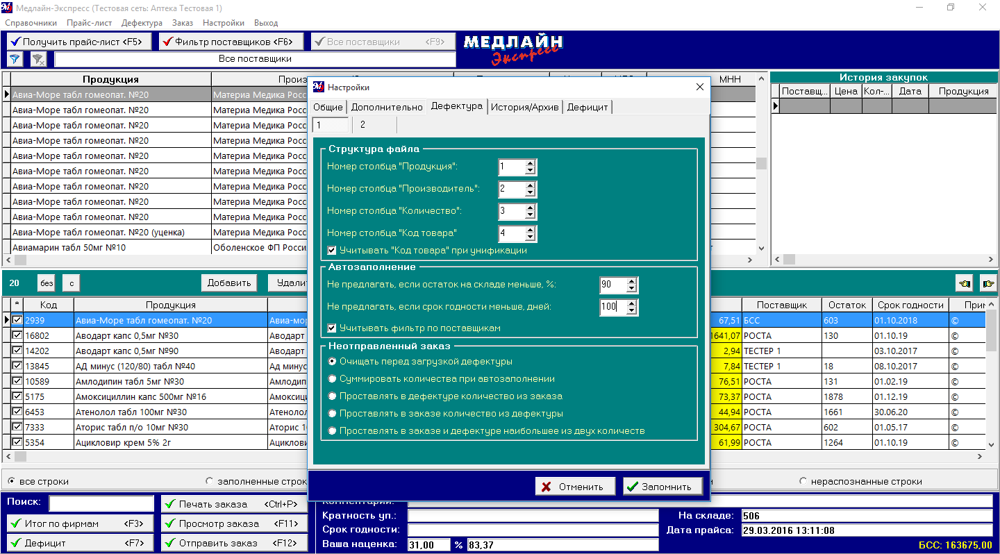 Медлайн-Экспресс (Тестовая сеть: Аптека Тестовая 1)
Справочники Прайс-лист Дефектура Заказ Настройки Выход
Получить прайс-лист <F5> Фильтр поставщиков <F6> Все поставщики <F9>
МЕДЛАЙН
Экспресс
Все поставщики
Продукция МНН
История закупок
Поставщ... Цена Кол-... Дата Продукция
Авиа-Море табл гомеопат. №20 Материа Медика Росс
Авиа-Море табл гомеопат. №20 Материа Медика Росс
Авиа-Море табл гомеопат. №20 Материа Медика Росс
Авиа-Море табл гомеопат. №20 Материа Медика Росс
Авиа-Море табл гомеопат. №20 Материа Медика Росс
Авиа-Море табл гомеопат. №20 Материа Медика Росс
Авиа-Море табл гомеопат. №20 Материа Медика Росс
Авиа-Море табл гомеопат. №20 Материа Медика Росс
Авиа-Море табл гомеопат. №20 Материа Медика Росс
Авиа-Море табл гомеопат. №20 (уценка) Материа Медика Росс
Авиамарин табл 50мг №10 Оболенское ФП Росси
Настройки
Общие Дополнительно Дефектура История/Архив Дефицит
1 2
Структура файла
Номер столбца "Продукция": 1
Номер столбца "Производитель": 2
Номер столбца "Количество": 3
Номер столбца "Код товара" 4
Учитывать "Код товара" при унификации
Автозаполнение
Не предлагать, если остаток на складе меньше, %: 90
Не предлагать, если срок годности меньше, дней: 100
Учитывать фильтр по поставщикам
Неотправленный заказ
Очищать перед загрузкой дефектуры
Суммировать количества при автозаполнении
Проставлять в дефектуре количество из заказа
Проставлять в заказе количество из дефектуры
Проставлять в заказе и дефектуре наибольшее из двух количеств
Отменить Запомнить
20 без с Добавить Удали
* Код Продукция Поставщик Остаток Срок годности Прим
2939 Авиа-Море табл гомеопат. №20 Авиа-мор 67,51 БСС 603 01.10.2018 ©
16802 Аводарт капс 0,5мг №30 Аводарт 1641,07 РОСТА 130 01.10.19 ©
14202 Аводарт капс 0,5мг №90 Аводарт 2,94 ТЕСТЕР 1 03.10.2017 ©
13845 АД минус (120/80) табл №40 Ад минус 7,84 ТЕСТЕР 1 18 08.10.2017 ©
10589 Амлодипин табл 5мг №30 Амлодип 76,51 РОСТА 131 01.02.19 ©
5175 Амоксициллин капс 500мг №16 Амоксици 73,37 РОСТА 1878 01.12.19 ©
6453 Атенолол табл 100мг №30 Атенолол 44,94 РОСТА 1661 30.06.20 ©
7333 Аторис табл п/о 10мг №30 Аторис 1 304,67 РОСТА 602 01.05.17 ©
5354 Ацикловир крем 5% 2г Ацикловир 61,99 РОСТА 1264 01.10.19 ©
все строки заполненные строк нераспознанные строки
Поиск: Печать заказа <Ctrl+P>
Итог по фирмам <F3> Просмотр заказа <F11>
Дефицит <F7> Отправить заказ <F12>
Комментарий:
Кратность уп.: На складе: 506
Срок годности: Дата прайса: 29.03.2016 13:11:08
Ваша наценка: 31,00 % 83,37 БСС: 163675,00